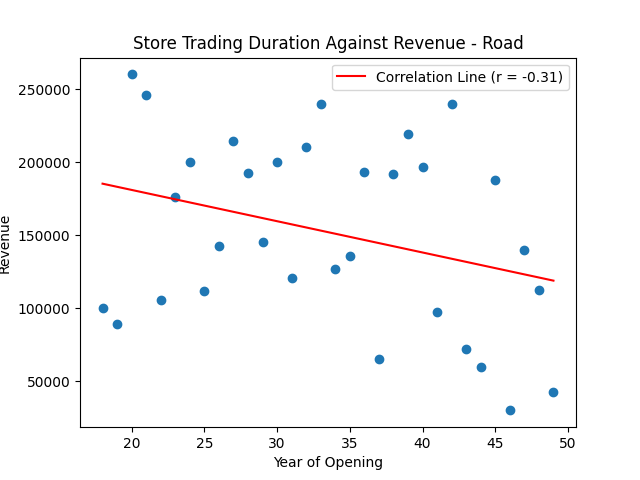 Store Trading Duration Against Revenue - Road
Correlation Line (r = -0.31)
250000
200000
150000
100000
50000
Revenue
20 25 30 35 40 45 50
Year of Opening